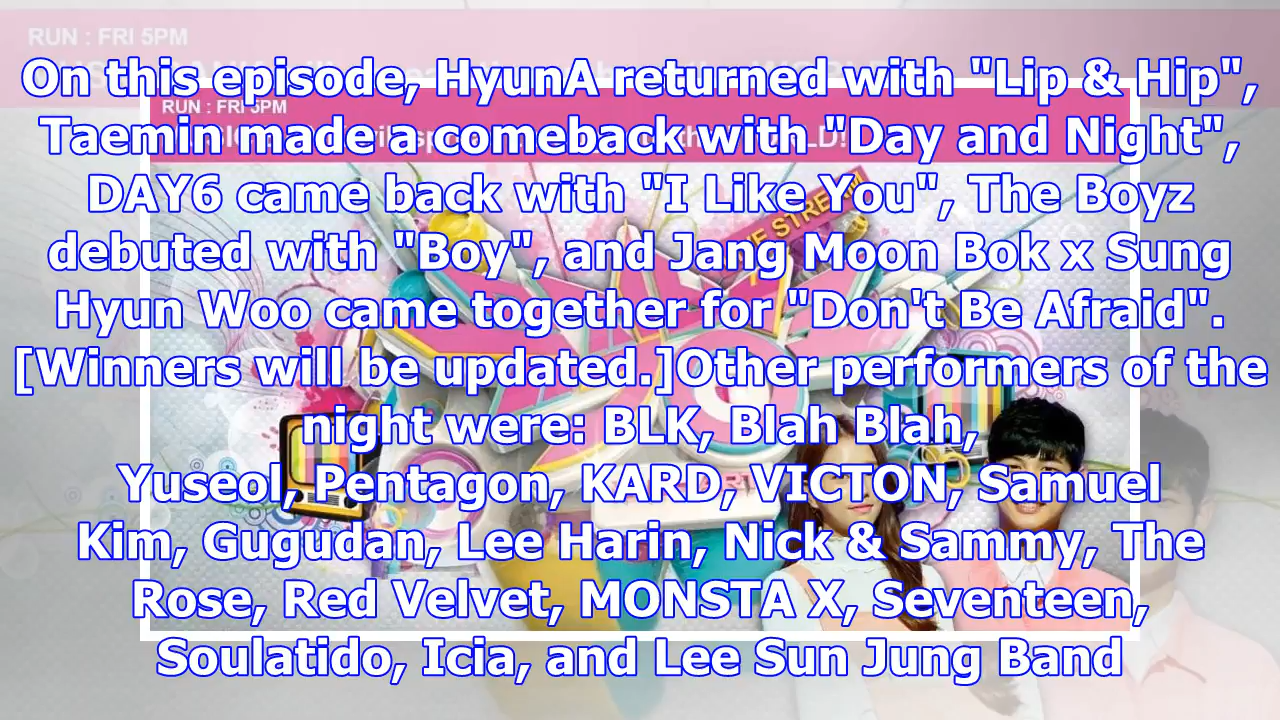 RUN : FRI 5PM
On this episode, HyunA returned with "Lip & Hip",
RUN : FRI 5PM
Taemin made a comeback with "Day and Night",
DAY6 came back with "I Like You", The Boyz
debuted with "Boy", and Jang Moon Bok x Sung
Hyun Woo came together for "Don't Be Afraid".
[Winners will be updated.]Other performers of the
night were: BLK, Blah Blah,
Yuseol, Pentagon, KARD, VICTON, Samuel
Kim, Gugudan, Lee Harin, Nick & Sammy, The
Rose, Red Velvet, MONSTA X, Seventeen,
Soulatido, Icia, and Lee Sun Jung Band